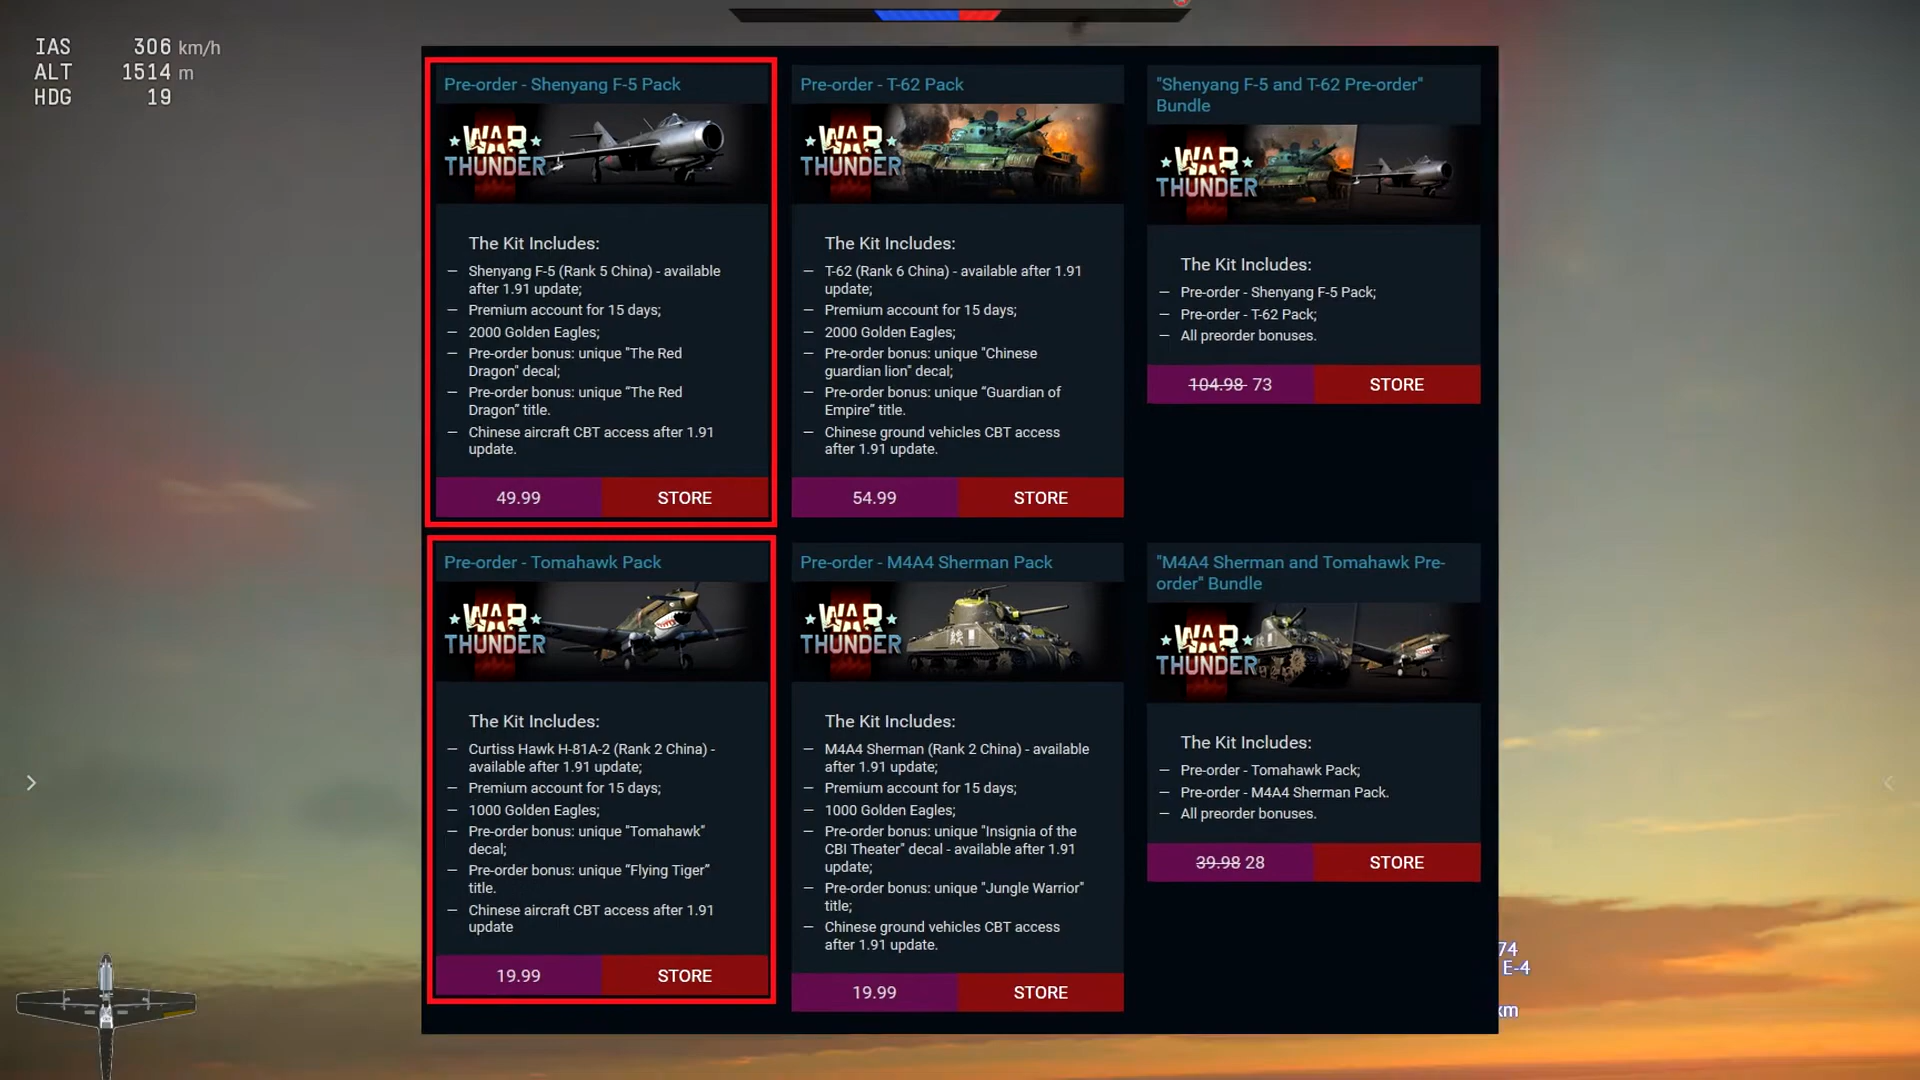 IAS 306 km/h
ALT 1514 m
HDG 19
Pre-order - Shenyang F-5 Pack
WAR
THUNDER
The Kit Includes:
— Shenyang F-5 (Rank 5 China) - available
after 1.91 update;
— Premium account for 15 days;
— 2000 Golden Eagles;
— Pre-order bonus: unique "The Red
Dragon" decal;
— Pre-order bonus: unique “The Red
Dragon” title.
— Chinese aircraft CBT access after 1.91
update.
49.99 STORE
Pre-order - T-62 Pack
WAR
THUNDER
The Kit Includes:
— T-62 (Rank 6 China) - available after 1.91
update;
— Premium account for 15 days;
— 2000 Golden Eagles;
— Pre-order bonus: unique "Chinese
guardian lion" decal;
— Pre-order bonus: unique “Guardian of
Empire” title.
— Chinese ground vehicles CBT access
after 1.91 update.
54.99 STORE
"Shenyang F-5 and T-62 Pre-order"
Bundle
WAR
THUNDER
The Kit Includes:
— Pre-order - Shenyang F-5 Pack;
— Pre-order - T-62 Pack;
— All preorder bonuses.
104.98 73 STORE
Pre-order - Tomahawk Pack
WAR
THUNDER
The Kit Includes:
— Curtiss Hawk H-81A-2 (Rank 2 China) -
available after 1.91 update;
— Premium account for 15 days;
— 1000 Golden Eagles;
— Pre-order bonus: unique "Tomahawk"
decal;
— Pre-order bonus: unique “Flying Tiger”
title.
— Chinese aircraft CBT access after 1.91
update
19.99 STORE
Pre-order - M4A4 Sherman Pack
WAR
THUNDER
The Kit Includes:
— M4A4 Sherman (Rank 2 China) - available
after 1.91 update;
— Premium account for 15 days;
— 1000 Golden Eagles;
— Pre-order bonus: unique "Insignia of the
CBI Theater" decal - available after 1.91
update;
— Pre-order bonus: unique "Jungle Warrior"
title;
— Chinese ground vehicles CBT access
after 1.91 update.
19.99 STORE
"M4A4 Sherman and Tomahawk Pre-
order" Bundle
WAR
THUNDER
The Kit Includes:
— Pre-order - Tomahawk Pack;
— Pre-order - M4A4 Sherman Pack.
— All preorder bonuses.
39.98 28 STORE
74
E-4
km